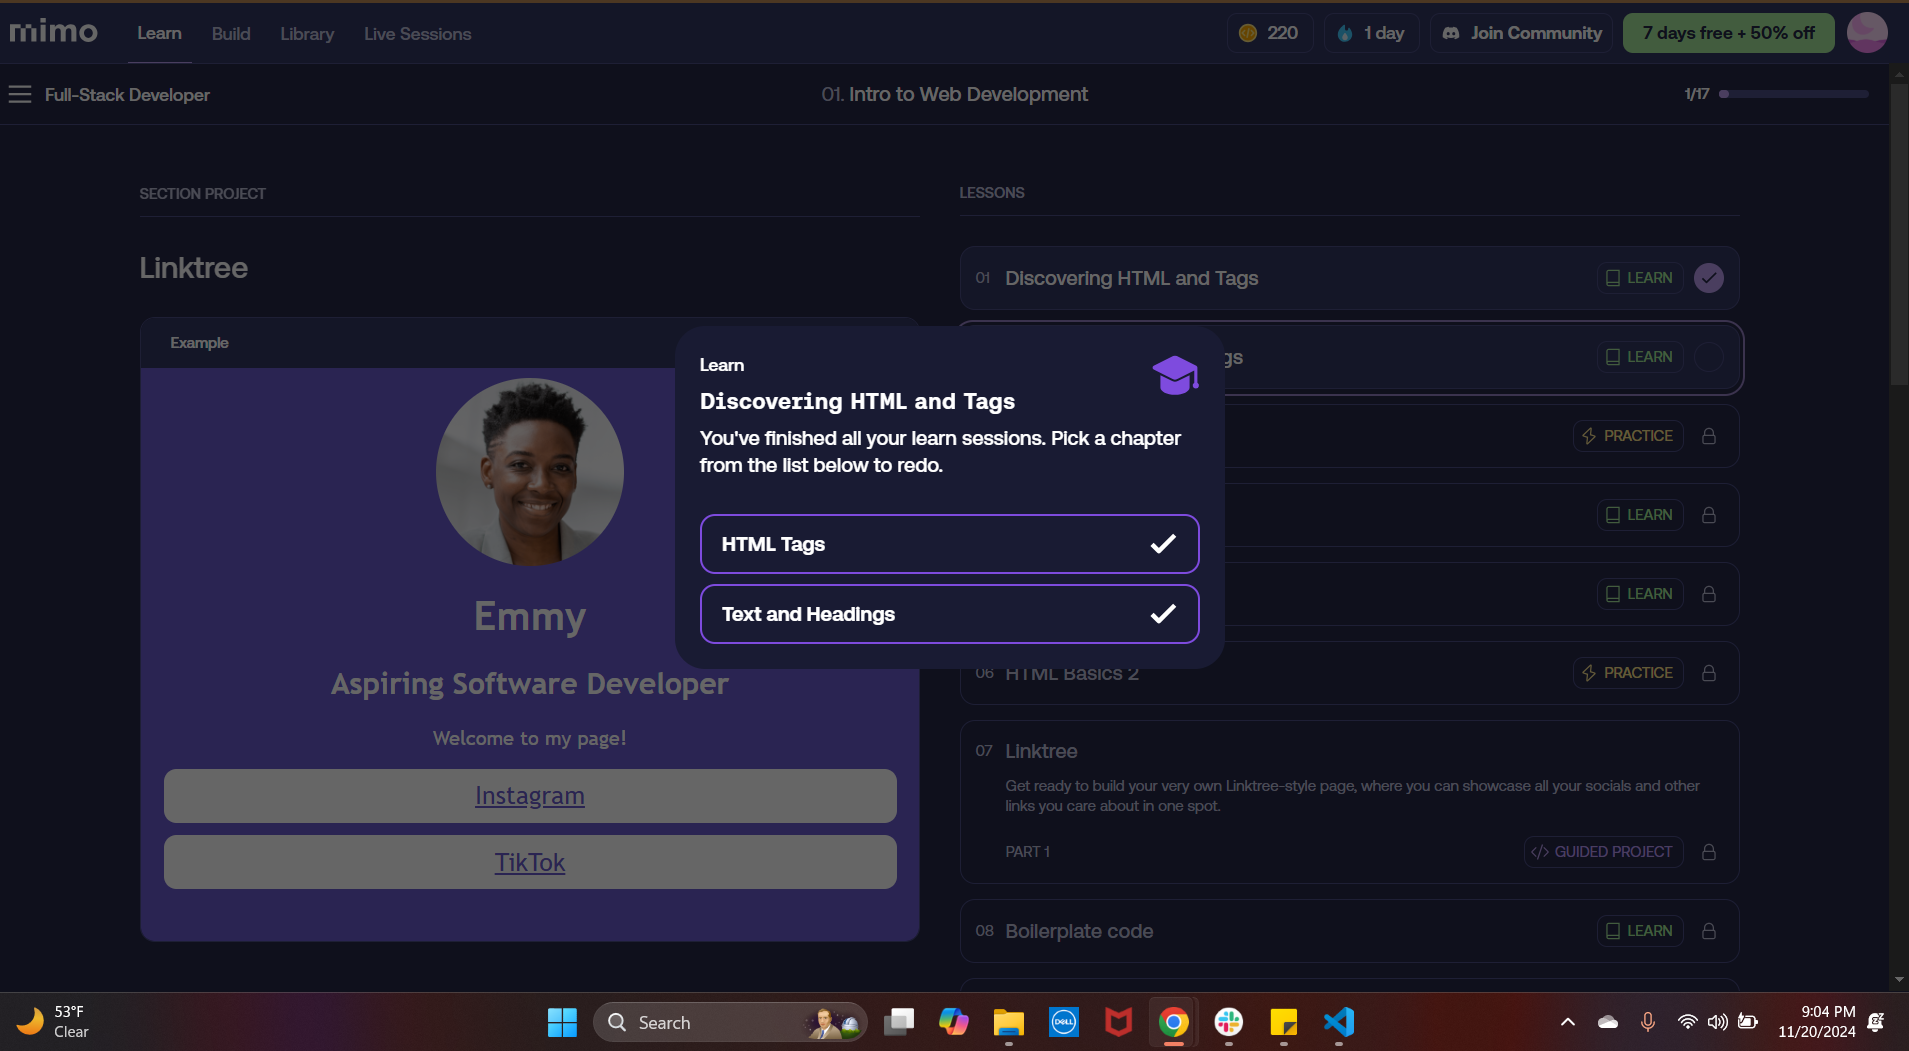 mimo
Learn
Build
Library
Live Sessions
220
1 day
Join Community
7 days free + 50% off
Full-Stack Developer
01. Intro to Web Development
1/17
SECTION PROJECT
Linktree
Example
Emmy
Aspiring Software Developer
Welcome to my page!
Instagram
TikTok
LESSONS
01 Discovering HTML and Tags
LEARN
LEARN
PRACTICE
LEARN
LEARN
06 HTML Basics 2
PRACTICE
07 Linktree
Get ready to build your very own Linktree-style page, where you can showcase all your socials and other
links you care about in one spot.
PART 1
GUIDED PROJECT
08 Boilerplate code
LEARN
Learn
Discovering HTML and Tags
You've finished all your learn sessions. Pick a chapter
from the list below to redo.
HTML Tags
Text and Headings
53°F
Clear
Search
DELL
9:04 PM
11/20/2024